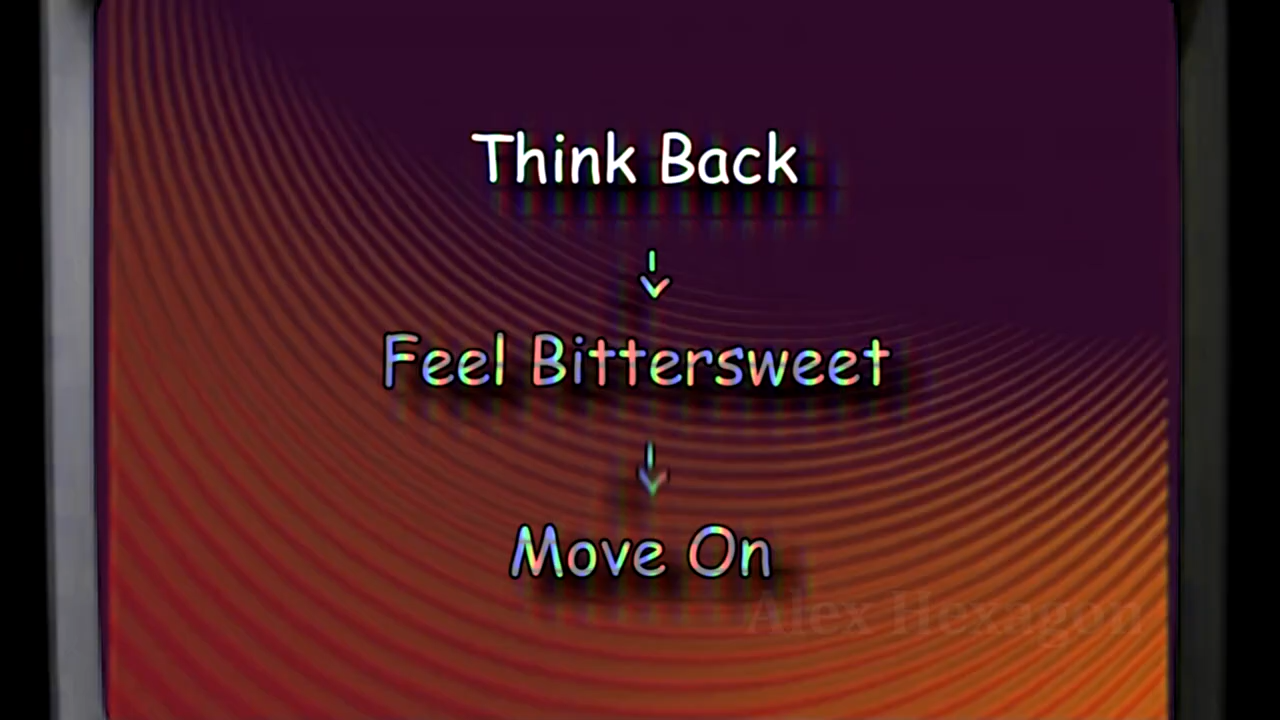 Think Back
↓
Feel Bittersweet
↓
Move On
Alex Hexagon